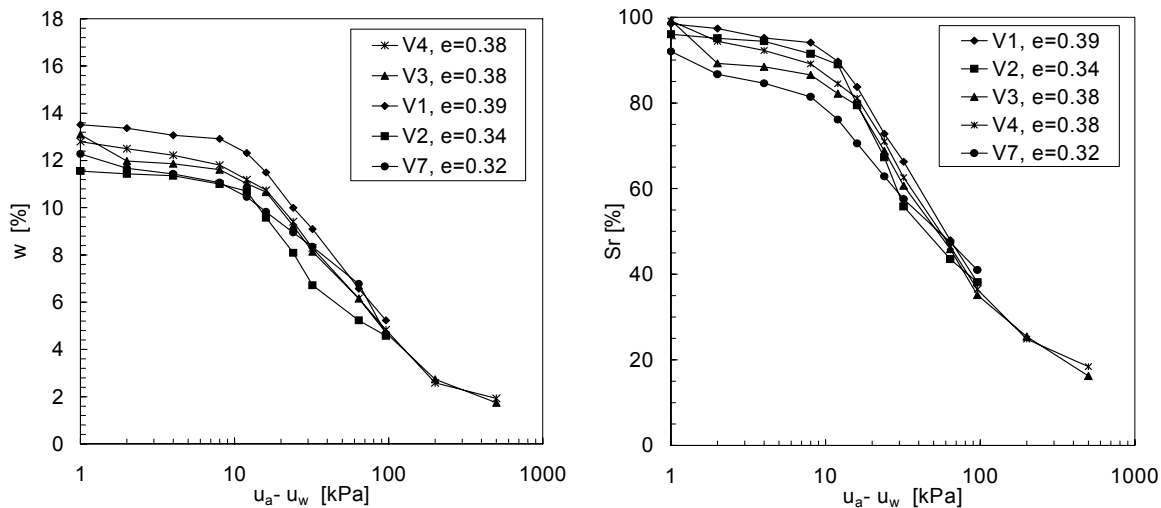 18
16
14
12
10
8
6
4
2
0
w [%]
V4, e=0.38
V3, e=0.38
V1, e=0.39
V2, e=0.34
V7, e=0.32
1
10
100
1000
uₐ- u_w [kPa]
100
80
60
40
20
0
Sr [%]
V1, e=0.39
V2, e=0.34
V3, e=0.38
V4, e=0.38
V7, e=0.32
1
10
100
1000
uₐ- u_w [kPa]